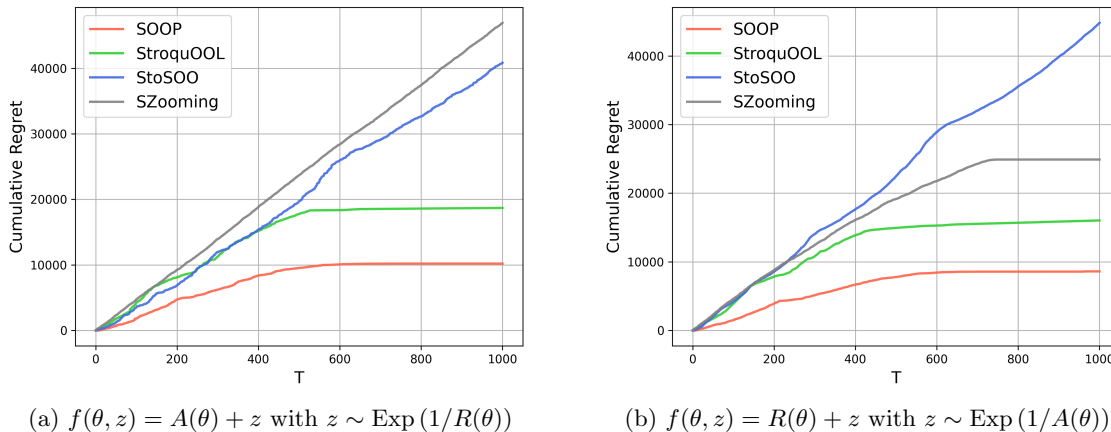 SOOP
StroquOOL
StoSOO
SZooming
Cumulative Regret
40000
30000
20000
10000
0
0 200 400 600 800 1000
T
(a) f(θ, z) = A(θ) + z with z ∼ Exp (1/R(θ))
SOOP
StroquOOL
StoSOO
SZooming
Cumulative Regret
40000
30000
20000
10000
0
0 200 400 600 800 1000
T
(b) f(θ, z) = R(θ) + z with z ∼ Exp (1/A(θ))